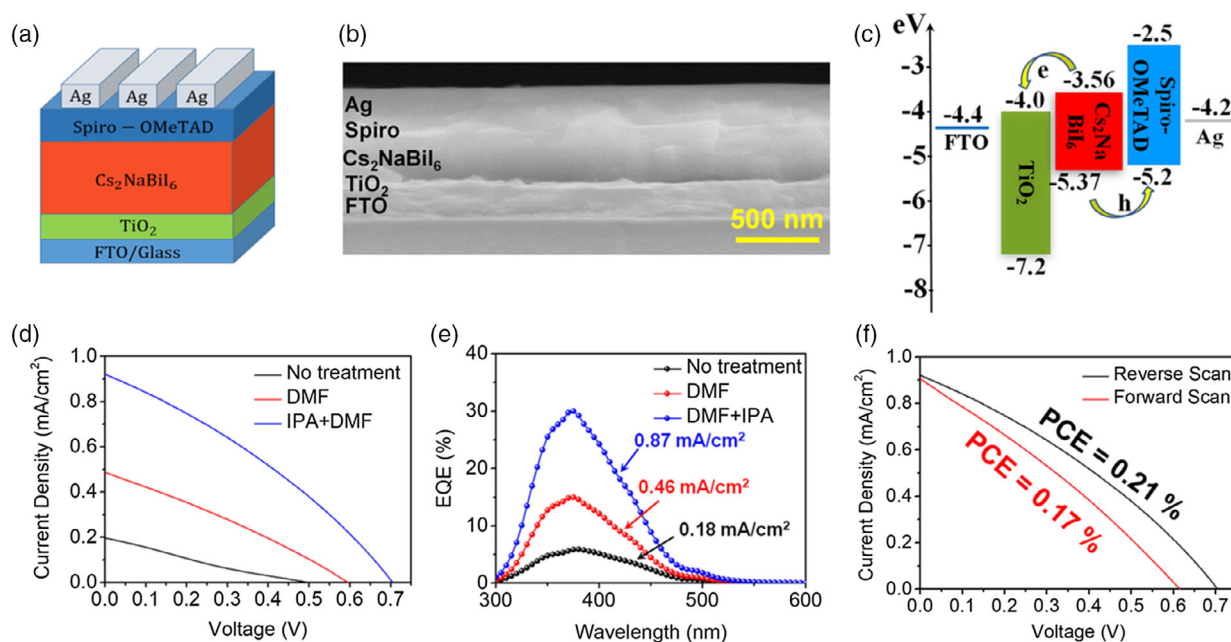 (a)
Ag Ag Ag
Spiro − OMeTAD
Cs₂NaBiI₆
TiO₂
FTO/Glass
(b)
Ag
Spiro
Cs₂NaBiI₆
TiO₂
FTO
500 nm
(c)
eV
-3
-4
-5
-6
-7
-8
-4.4
FTO
e
-4.0
TiO₂
-7.2
-3.56
Cs₂Na
BiI₆
-5.37
h
-2.5
Spiro-
OMeTAD
-5.2
-4.2
Ag
(d)
Current Density (mA/cm²)
1.0
0.8
0.6
0.4
0.2
0.0
No treatment
DMF
IPA+DMF
0.0 0.1 0.2 0.3 0.4 0.5 0.6 0.7
Voltage (V)
(e)
EQE (%)
40
30
20
10
0
No treatment
DMF
DMF+IPA
0.87 mA/cm²
0.46 mA/cm²
0.18 mA/cm²
300 400 500 600
Wavelength (nm)
(f)
Current Density (mA/cm²)
1.0
0.8
0.6
0.4
0.2
0.0
Reverse Scan
Forward Scan
PCE = 0.21 %
PCE = 0.17 %
0.0 0.1 0.2 0.3 0.4 0.5 0.6 0.7
Voltage (V)